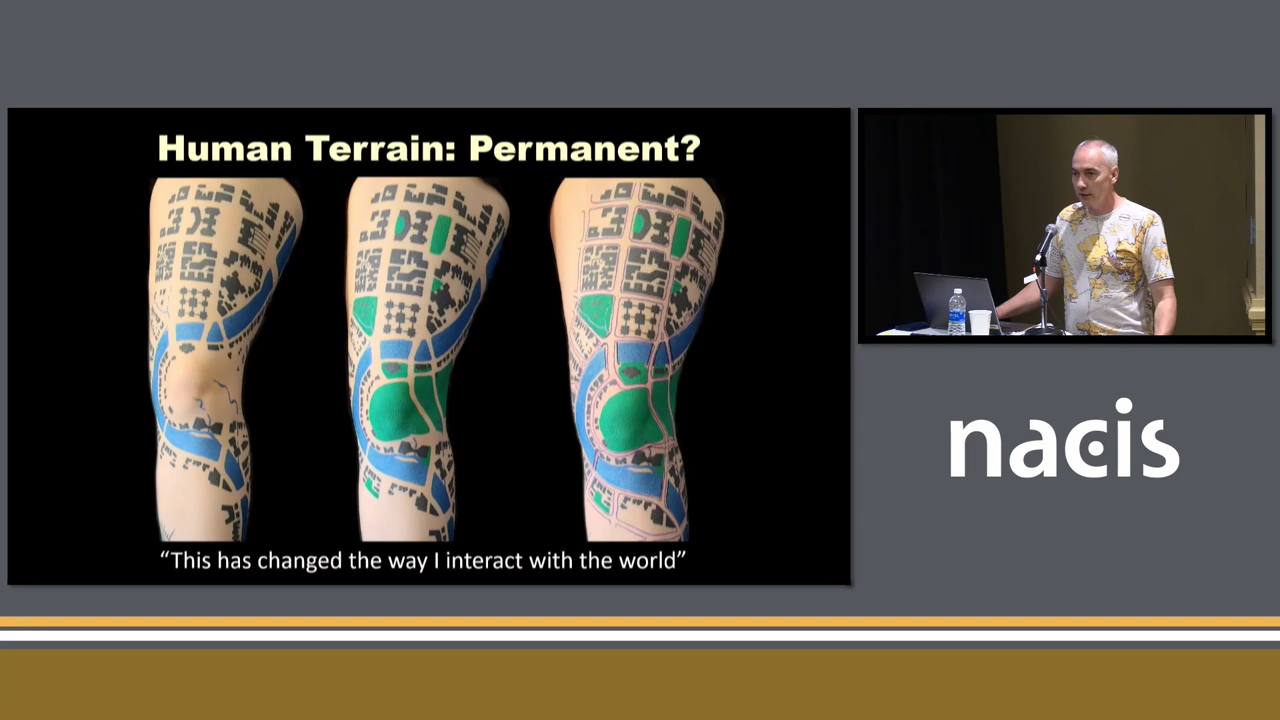 Human Terrain: Permanent?
“This has changed the way I interact with the world”
nacis